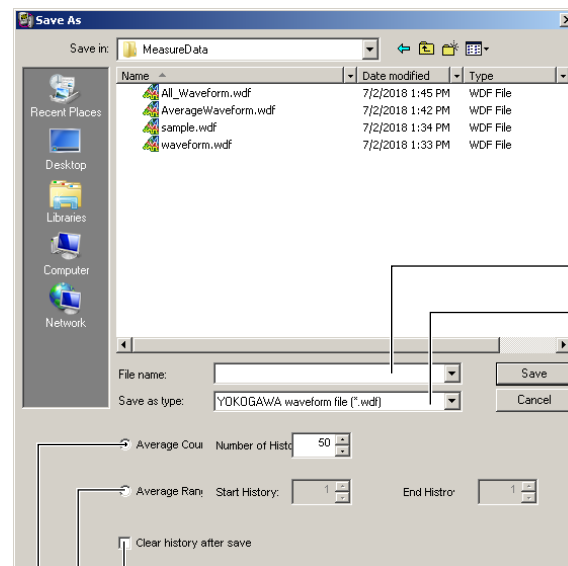 Save As
Save in: MeasureData
Name Date modified Type
All_Waveform.wdf 7/2/2018 1:45 PM WDF File
AverageWaveform.wdf 7/2/2018 1:42 PM WDF File
sample.wdf 7/2/2018 1:34 PM WDF File
waveform.wdf 7/2/2018 1:33 PM WDF File
Recent Places
Desktop
Libraries
Computer
Network
File name: Save
Save as type: YOKOGAWA waveform file (*.wdf) Cancel
Average Cour Number of Histo 50
Average Ran Start History: 1 End Histro 1
Clear history after save